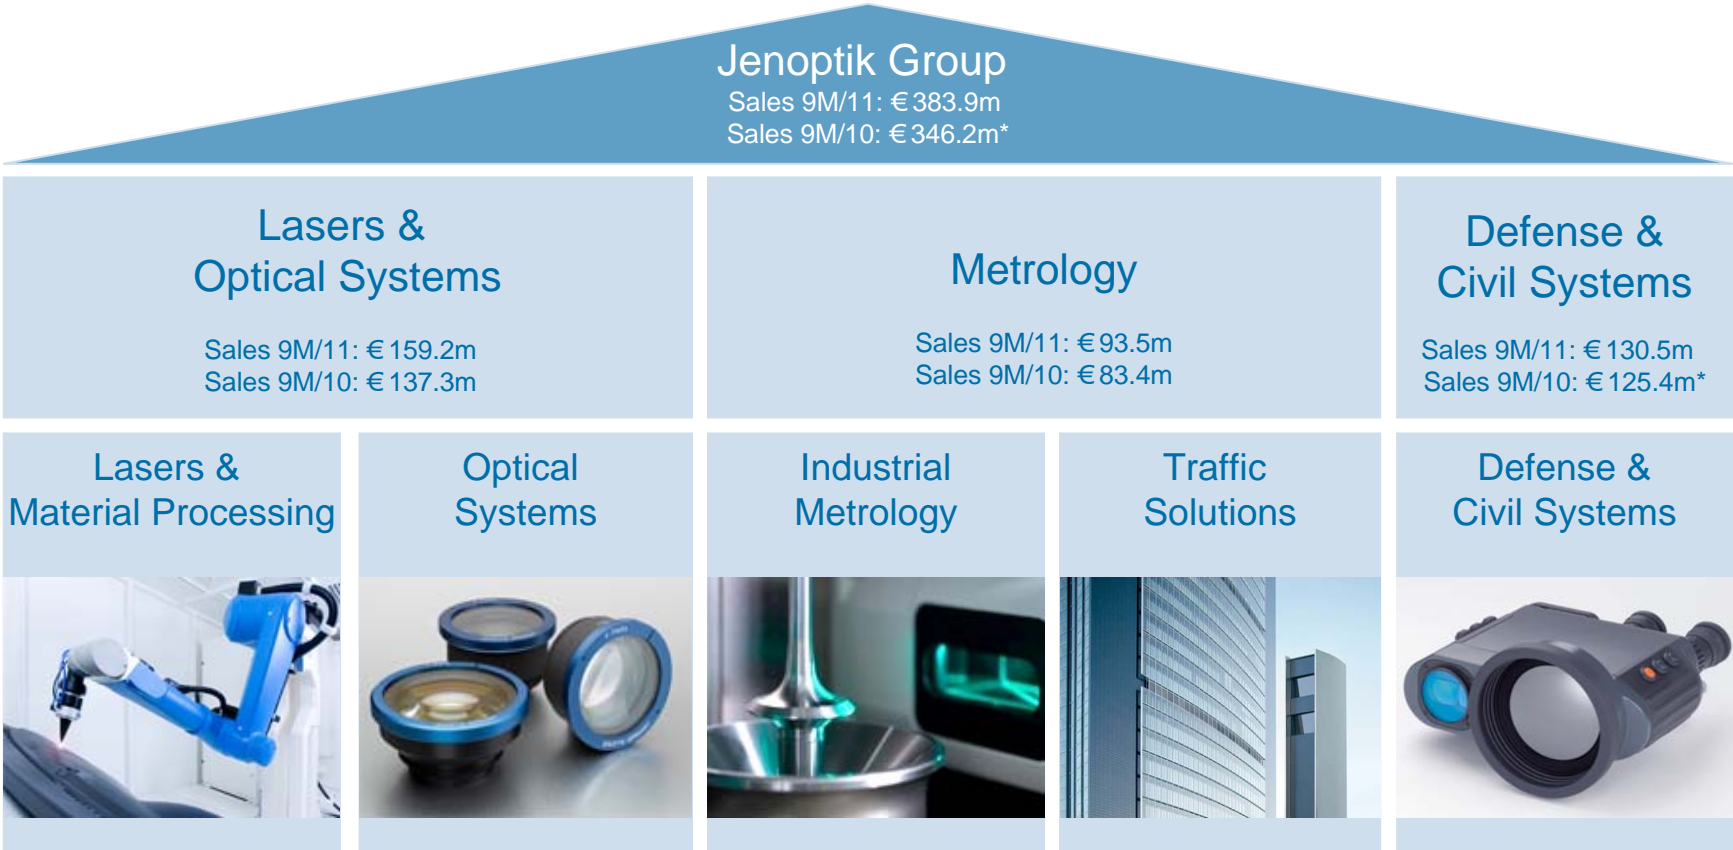 Jenoptik Group
Sales 9M/11: € 383.9m
Sales 9M/10: € 346.2m*
Lasers &
Optical Systems
Sales 9M/11: € 159.2m
Sales 9M/10: € 137.3m
Metrology
Sales 9M/11: € 93.5m
Sales 9M/10: € 83.4m
Defense &
Civil Systems
Sales 9M/11: € 130.5m
Sales 9M/10: € 125.4m*
Lasers &
Material Processing
Optical
Systems
Industrial
Metrology
Traffic
Solutions
Defense &
Civil Systems